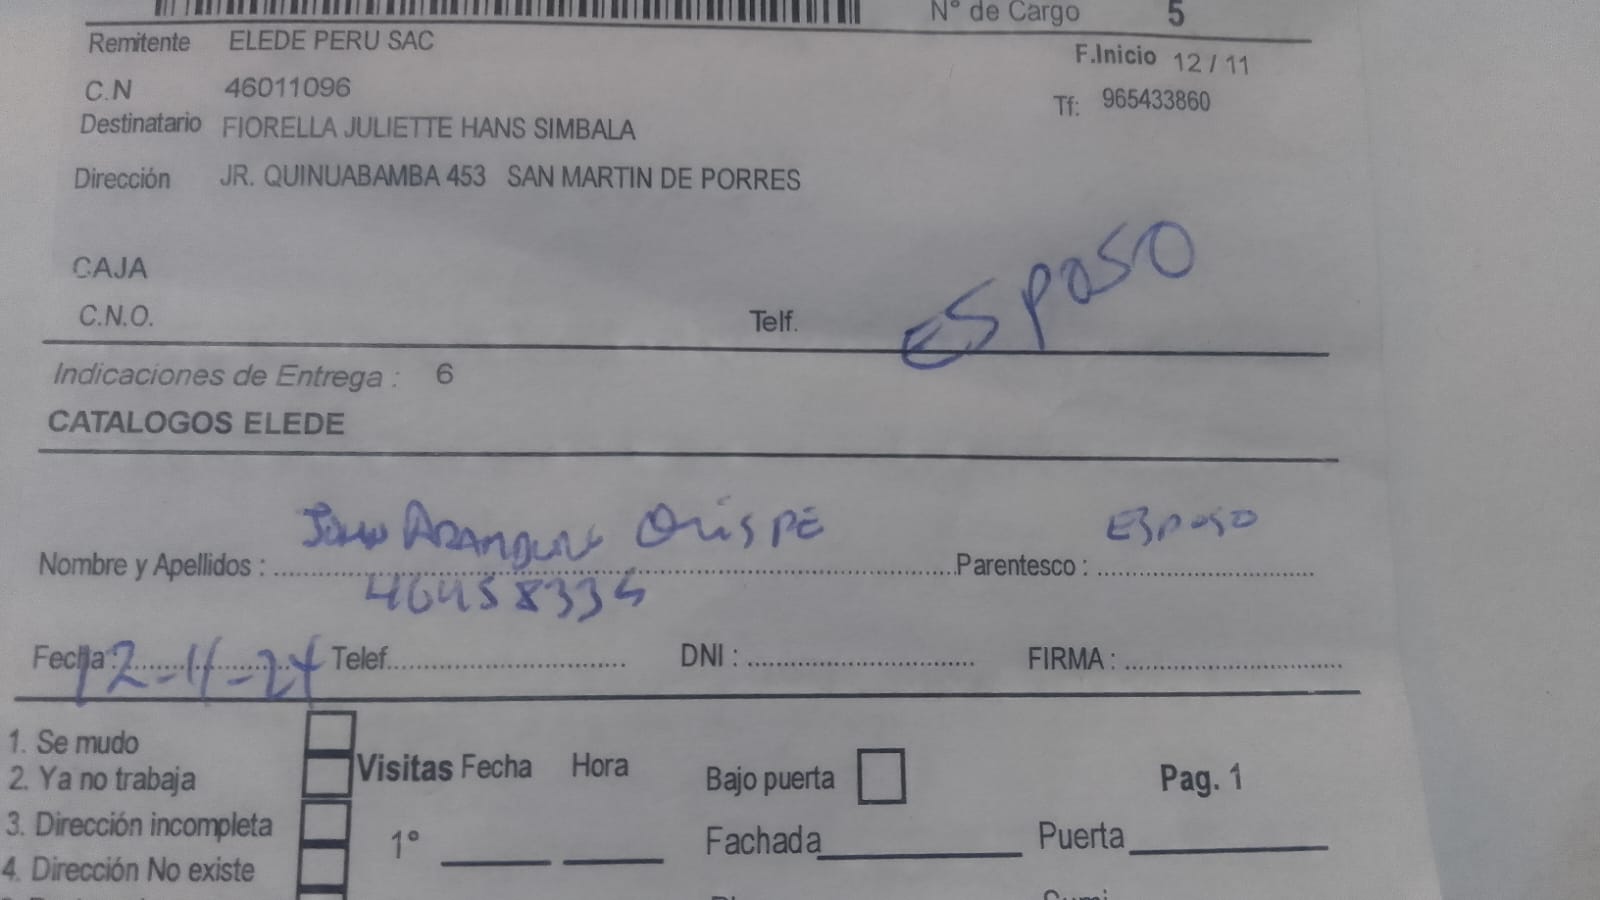 N° de Cargo 5
Remitente ELEDE PERU SAC
F.Inicio 12 / 11
C.N 46011096
Tf: 965433860
Destinatario FIORELLA JULIETTE HANS SIMBALA
Dirección JR. QUINUABAMBA 453 SAN MARTIN DE PORRES
ESPOSO
CAJA
C.N.O. Telf.
Indicaciones de Entrega : 6
CATALOGOS ELEDE
Nombre y Apellidos : QUISPE Parentesco : ESPOSO
Fecha : 12-11-24 Telef. DNI : FIRMA :
1. Se mudo
2. Ya no trabaja
3. Dirección incompleta
4. Dirección No existe
Visitas Fecha Hora
1°
Bajo puerta
Pag. 1
Fachada Puerta